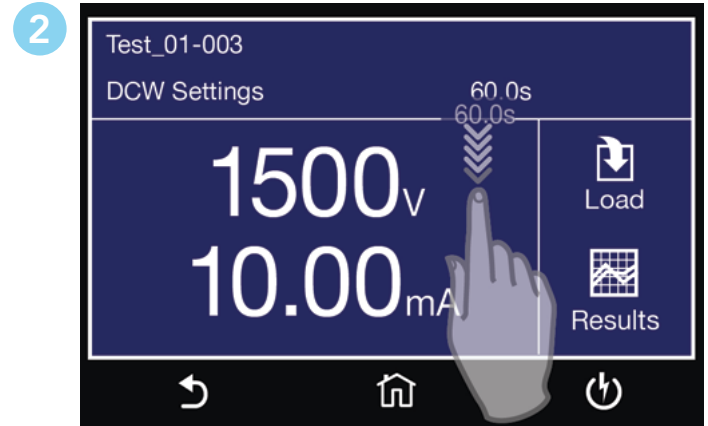 2
Test_01-003
DCW Settings 60.0s
60.0s
1500V
Load
10.00mA
Results